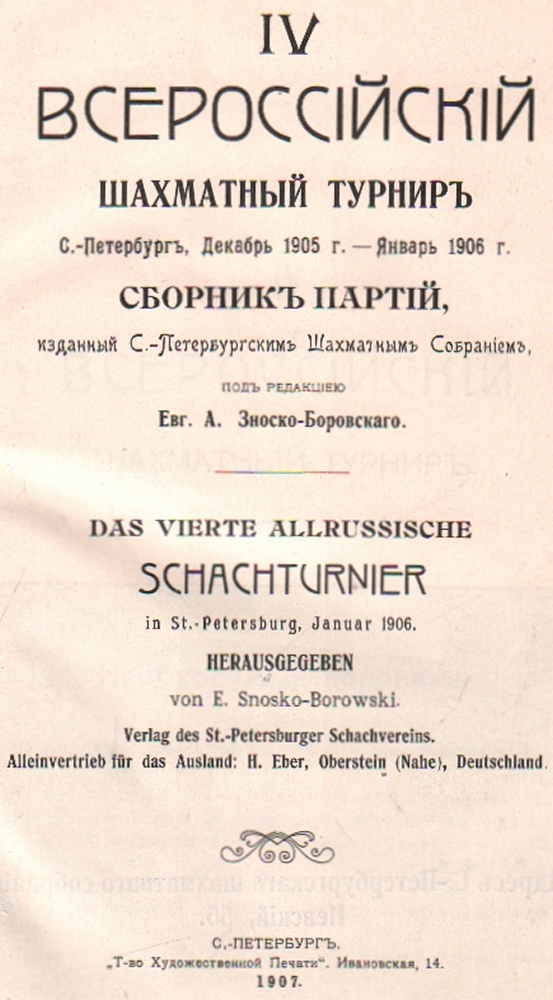 IV
ВСЕРОССІЙСКІЙ
ШАХМАТНЫЙ ТУРНИРЪ
С.-Петербургъ, Декабрь 1905 г. — Январь 1906 г.
СБОРНИКЪ ПАРТІЙ,
изданный С.-Петербургскимъ Шахматнымъ Собраніемъ,
ПОДЪ РЕДАКЦІЕЮ
Евг. А. Зноско-Боровскаго.
DAS VIERTE ALLRUSSISCHE
SCHACHTURNIER
in St.-Petersburg, Januar 1906.
HERAUSGEGEBEN
von E. Snosko-Borowski.
Verlag des St.-Petersburger Schachvereins.
Alleinvertrieb für das Ausland: H. Eber, Oberstein (Nahe), Deutschland.
С.-ПЕТЕРБУРГЪ.
„Т-во Художественной Печати“. Ивановская, 14.
1907.